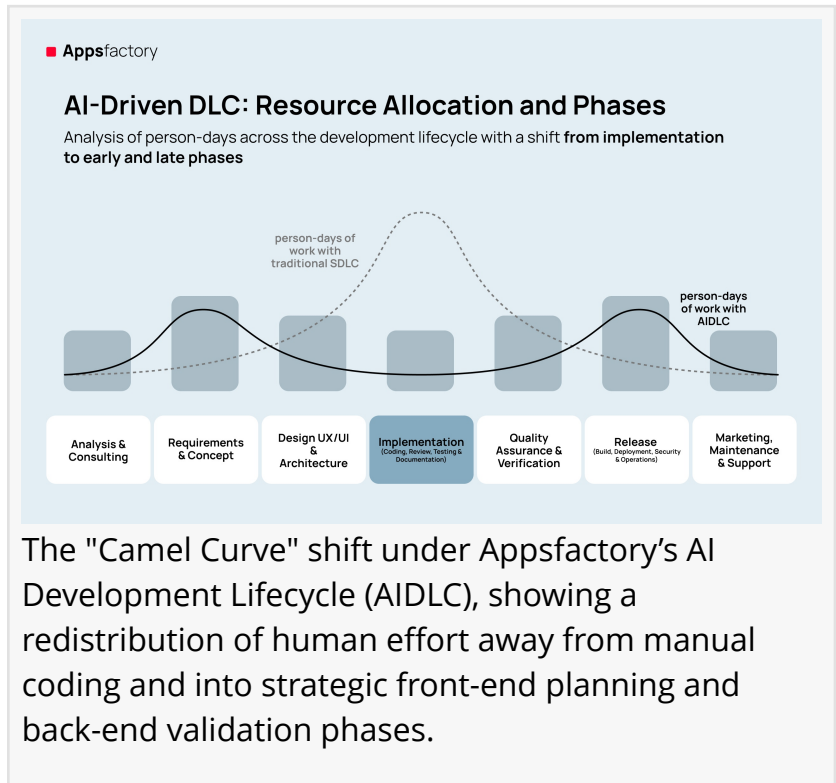 Appsfactory
AI-Driven DLC: Resource Allocation and Phases
Analysis of person-days across the development lifecycle with a shift from implementation
to early and late phases
person-days of
work with
traditional SDLC
person-days
of work with
AIDLC
Analysis &
Consulting
Requirements
& Concept
Design UX/UI
&
Architecture
Implementation
(Coding, Review, Testing &
Documentation)
Quality
Assurance &
Verification
Release
(Build, Deployment, Security
& Operations)
Marketing,
Maintenance
& Support
The "Camel Curve" shift under Appsfactory’s AI
Development Lifecycle (AIDLC), showing a
redistribution of human effort away from manual
coding and into strategic front-end planning and
back-end validation phases.